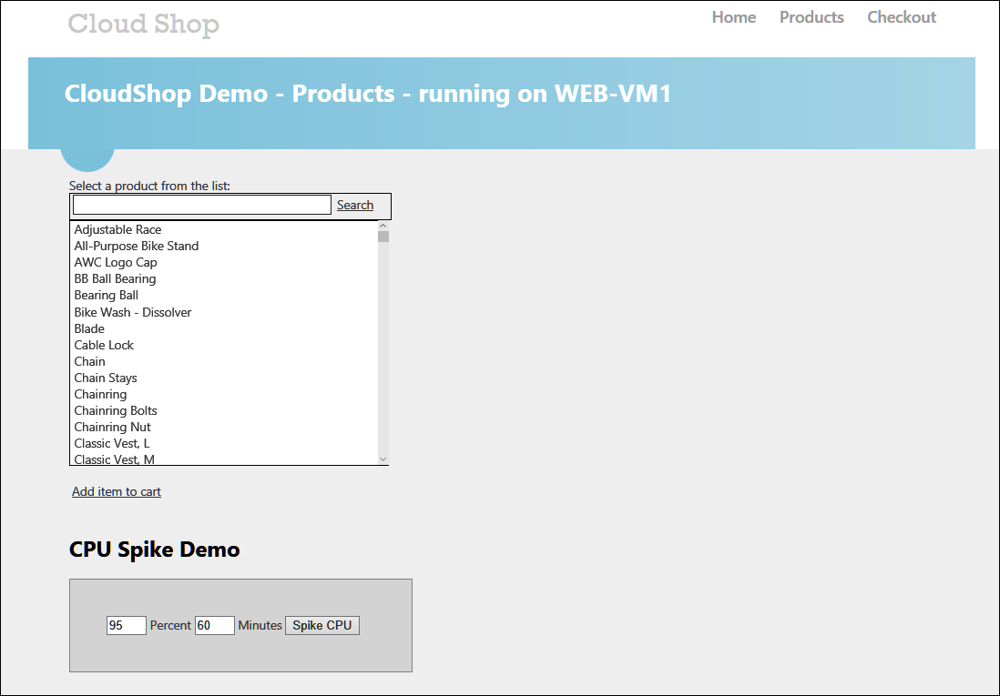 Cloud Shop
Home Products Checkout
CloudShop Demo - Products - running on WEB-VM1
Select a product from the list:
Search
Adjustable Race
All-Purpose Bike Stand
AWC Logo Cap
BB Ball Bearing
Bearing Ball
Bike Wash - Dissolver
Blade
Cable Lock
Chain
Chain Stays
Chainring
Chainring Bolts
Chainring Nut
Classic Vest, L
Classic Vest, M
Add item to cart
CPU Spike Demo
95 Percent 60 Minutes Spike CPU